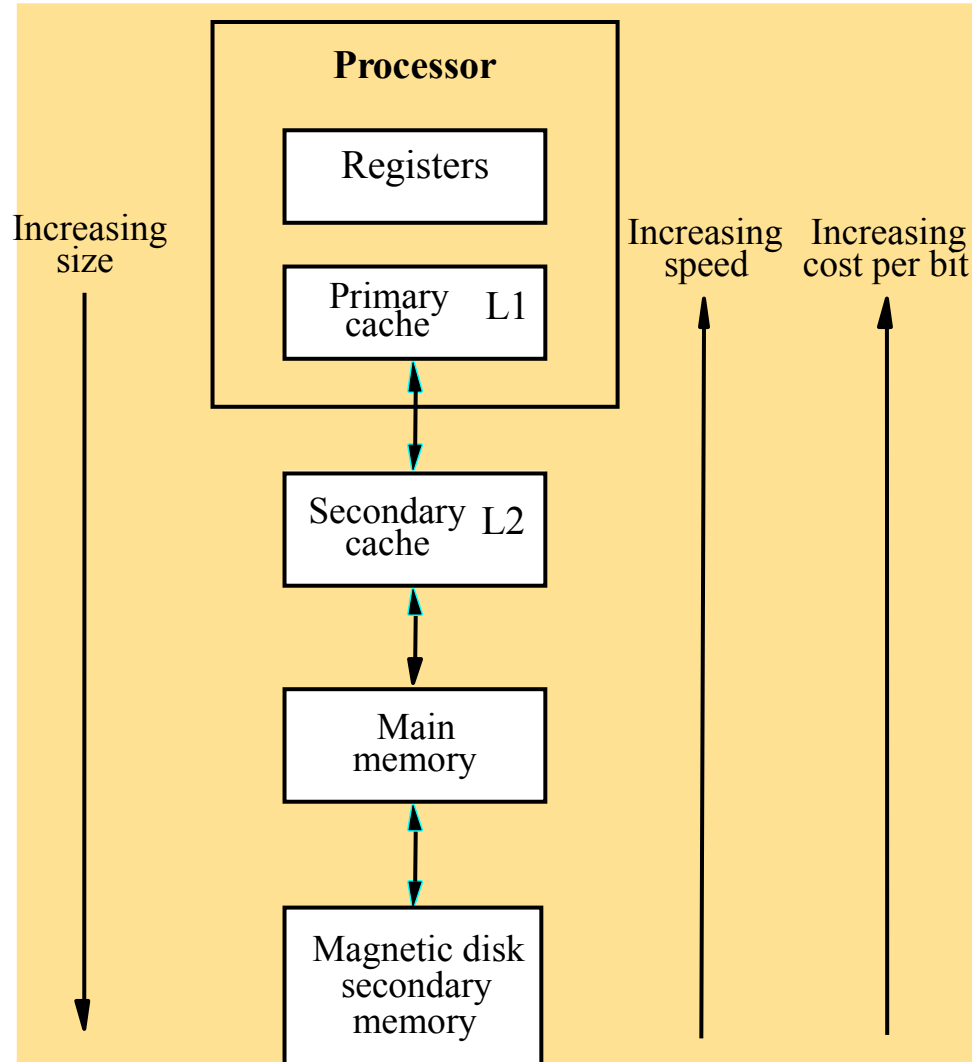 Processor
Registers
Increasing
size
Increasing
speed
Increasing
cost per bit
Primary
cache
L1
Secondary
cache
L2
Main
memory
Magnetic disk
secondary
memory